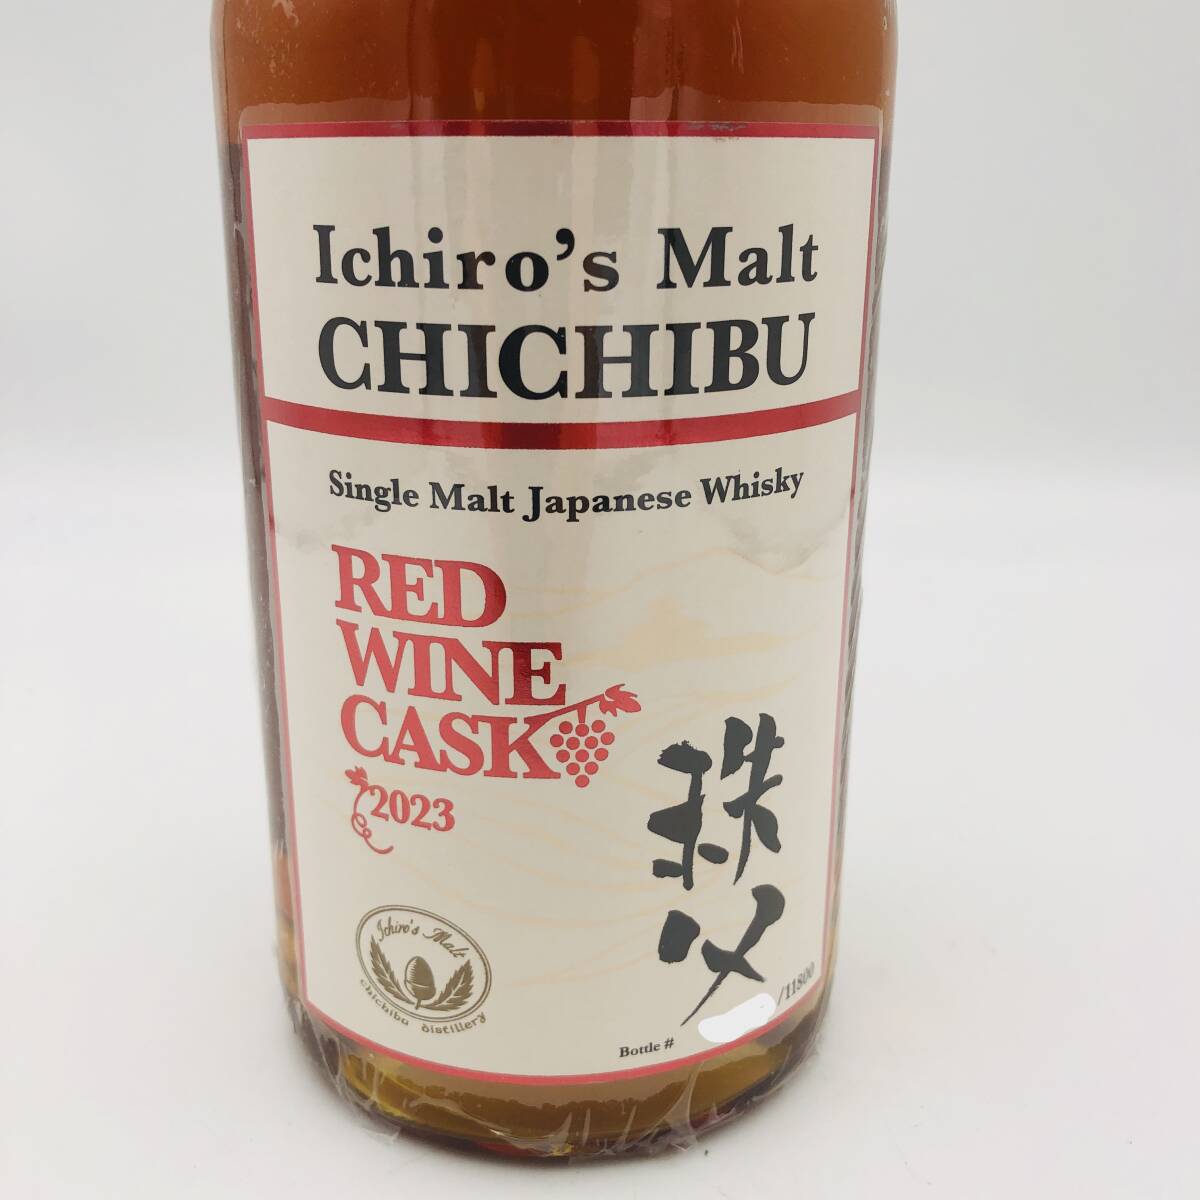 Ichiro's Malt
CHICHIBU
Single Malt Japanese Whisky
RED
WINE
CASK
2023
秩父
Ichiro's Malt
chichibu distillery
Bottle #
/11800